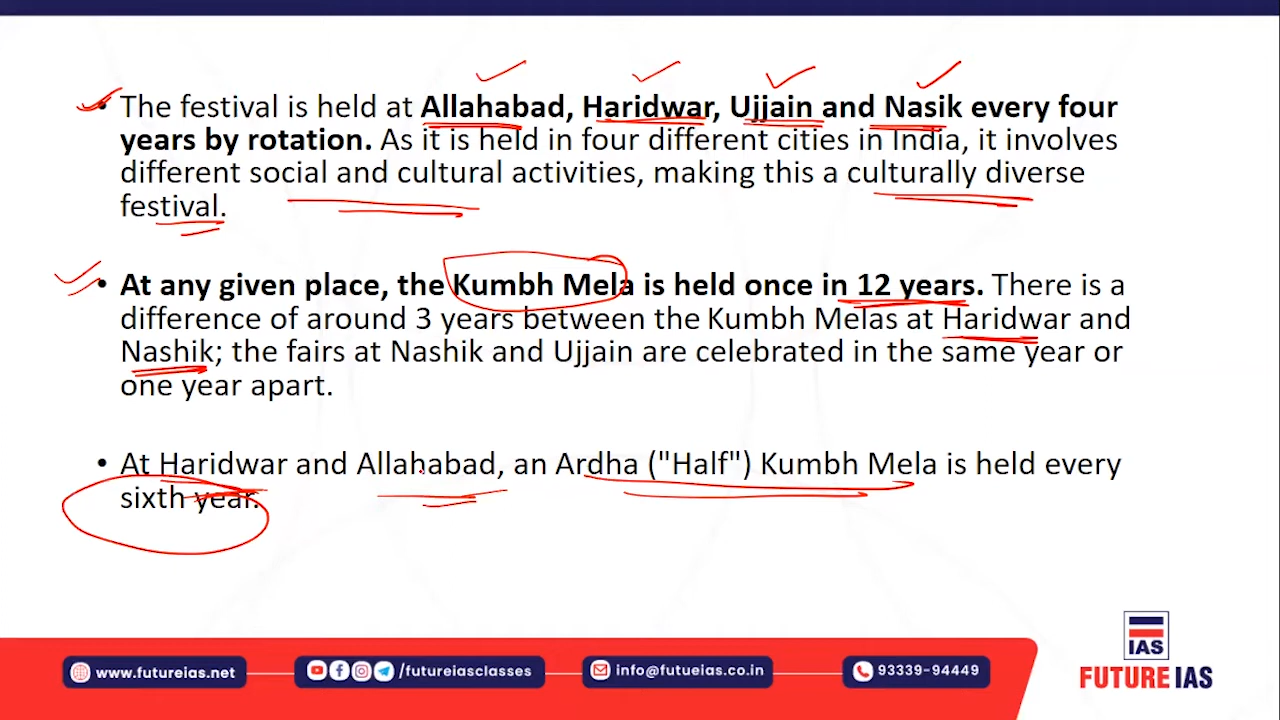 • The festival is held at Allahabad, Haridwar, Ujjain and Nasik every four
years by rotation. As it is held in four different cities in India, it involves
different social and cultural activities, making this a culturally diverse
festival.
• At any given place, the Kumbh Mela is held once in 12 years. There is a
difference of around 3 years between the Kumbh Melas at Haridwar and
Nashik; the fairs at Nashik and Ujjain are celebrated in the same year or
one year apart.
• At Haridwar and Allahabad, an Ardha ("Half") Kumbh Mela is held every
sixth year.
www.futureias.net
/futureiasclasses
info@futueias.co.in
93339-94449
IAS
FUTURE IAS